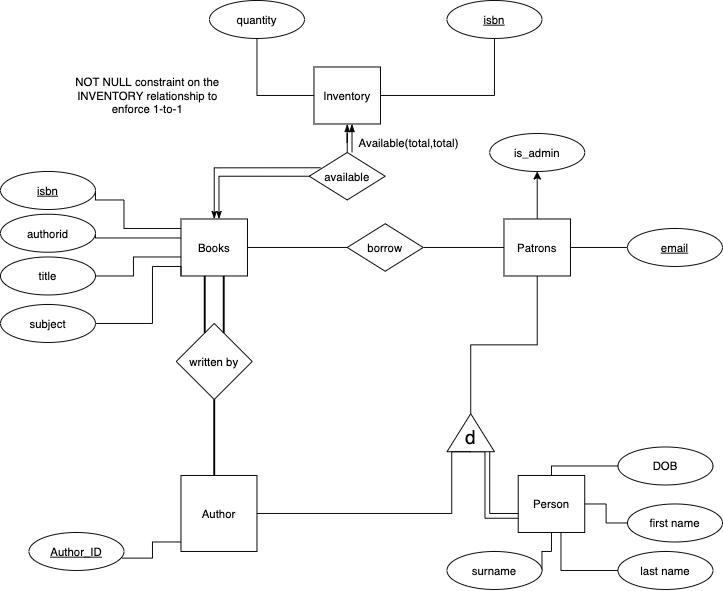 quantity
isbn
NOT NULL constraint on the
INVENTORY relationship to
enforce 1-to-1
Inventory
Available(total,total)
is_admin
available
isbn
authorid
Books
borrow
Patrons
email
title
subject
written by
d
DOB
Person
Author
first name
Author_ID
surname
last name